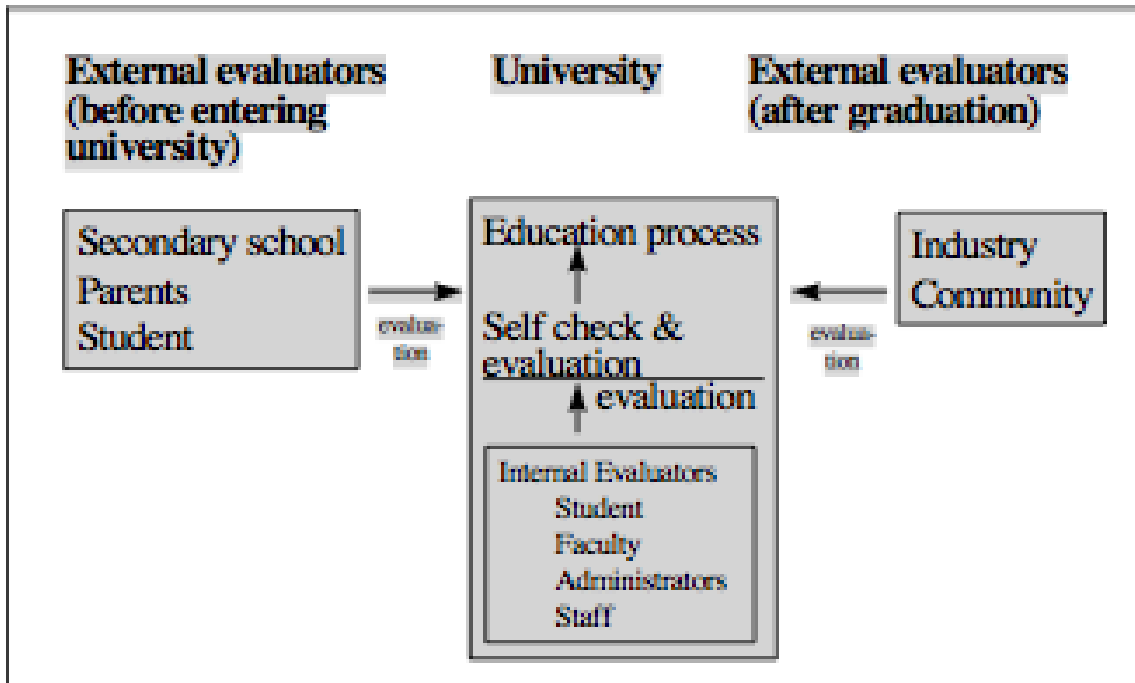 External evaluators
(before entering
university)
University
External evaluators
(after graduation)
Secondary school
Parents
Student
evalua-
tion
Education process
Self check &
evaluation
evaluation
Internal Evaluators
Student
Faculty
Administrators
Staff
Industry
Community
evalua-
tion